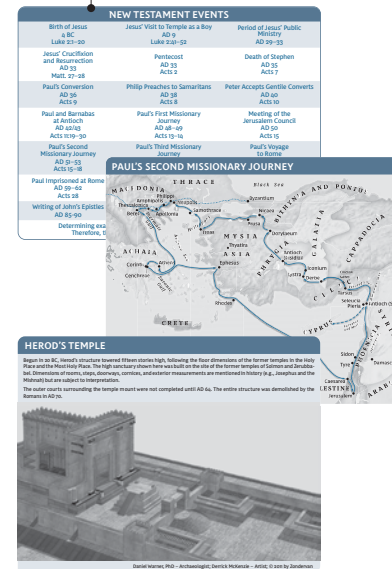 NEW TESTAMENT EVENTS
Birth of Jesus
4 BC
Luke 2:1–20
Jesus' Visit to Temple as a Boy
AD 9
Luke 2:41–52
Period of Jesus' Public
Ministry
AD 29–33
Jesus' Crucifixion
and Resurrection
AD 33
Matt. 27–28
Pentecost
AD 33
Acts 2
Death of Stephen
AD 35
Acts 7
Paul's Conversion
AD 36
Acts 9
Philip Preaches to Samaritans
AD 38
Acts 8
Peter Accepts Gentile Converts
AD 40
Acts 10
Paul and Barnabas
at Antioch
AD 42/43
Acts 11:19–30
Paul's First Missionary
Journey
AD 46–49
Acts 13–14
Meeting of the
Jerusalem Council
AD 50
Acts 15
Paul's Second
Missionary Journey
AD 51–53
Acts 15–18
Paul's Third Missionary
Journey
Paul's Voyage
to Rome
Paul Imprisoned at Rome
AD 59–62
Acts 28
Writing of John's Epistles
AD 85–90
Determining exa
Therefore, t
PAUL'S SECOND MISSIONARY JOURNEY
THRACE
Black Sea
BITHYNIA AND PONTUS
Philippi
Amphipolis
Neapolis
Thessalonica
Apollonia
Berea
Samothrace
Byzantium
Nicaea
Troas
Dorylaeum
MYSIA
ASIA
Thyatira
PHRYGIA
GALATIA
CAPPADOCIA
Antioch
Iconium
Lystra
Derbe
Tarsus
ACHAIA
Corinth
Athens
Cenchreae
Ephesus
Rhodes
CRETE
Seleucia
Pieria
Antioch
CYPRUS
Sidon
Tyre
Damasc
PHOENICIA
Caesarea
Jerusalem
HEROD'S TEMPLE
Begun in 20 BC, Herod's structure towered fifteen stories high, following the floor dimensions of the former temples in the Holy
Place and the Most Holy Place. The high sanctuary shown here was built on the site of the former temples of Solomon and Zerubba-
bel. Dimensions of rooms, steps, doorways, cornices, and exterior measurements are mentioned in history (e.g., Josephus and the
Mishnah) but are subject to interpretation.
The outer courts surrounding the temple mount were not completed until AD 64. The entire structure was demolished by the
Romans in AD 70.
Daniel Warner, PhD – Archaeologist; Derrick McKenzie – Artist; © 2011 by Zondervan